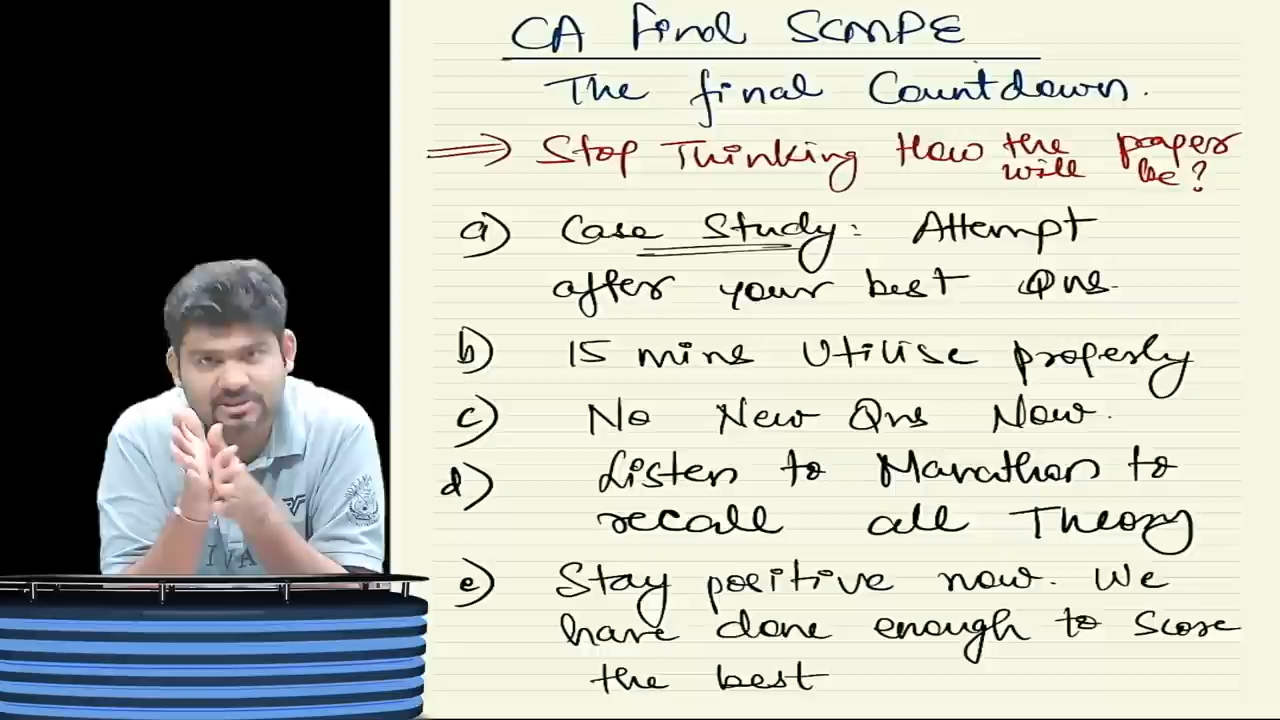 CA Final SCMPE
The final Countdown.
⇒ Stop Thinking How the paper
will be?
a) Case Study: Attempt
after your best Qns.
b) 15 mins Utilise properly
c) No New Qns Now.
d) Listen to Marathon to
recall all Theory
e) Stay positive now. We
have done enough to Score
the best
IVA